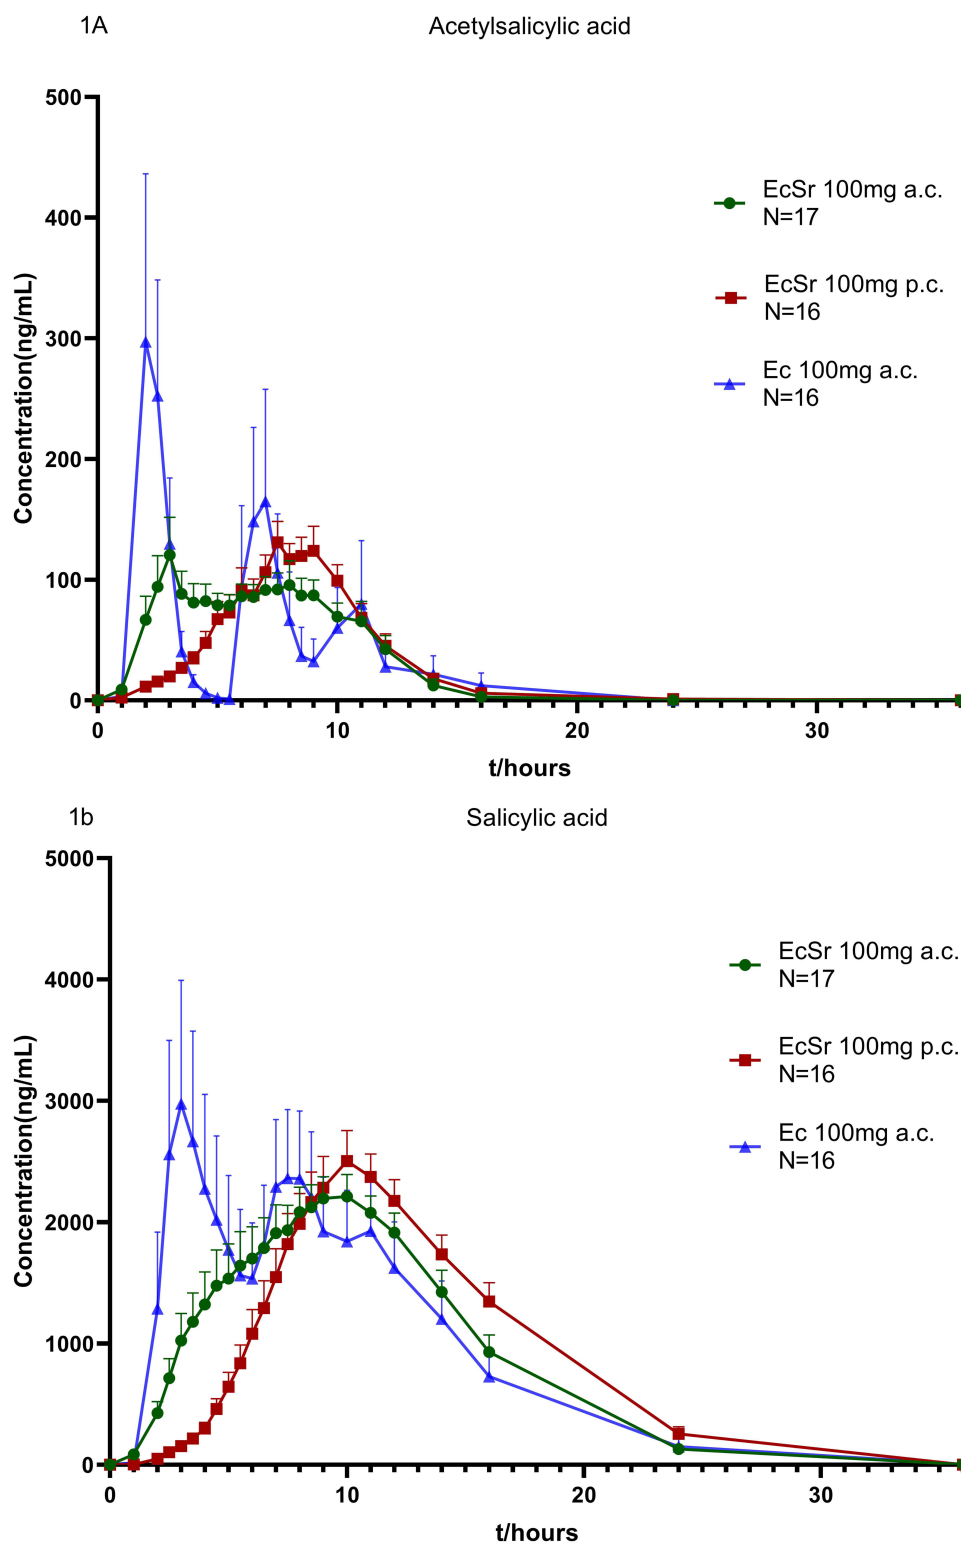 1A
Acetylsalicylic acid
500
400
300
200
100
0
Concentration(ng/mL)
EcSr 100mg a.c.
N=17
EcSr 100mg p.c.
N=16
Ec 100mg a.c.
N=16
0 10 20 30
t/hours
1b
Salicylic acid
5000
4000
3000
2000
1000
0
Concentration(ng/mL)
EcSr 100mg a.c.
N=17
EcSr 100mg p.c.
N=16
Ec 100mg a.c.
N=16
0 10 20 30
t/hours